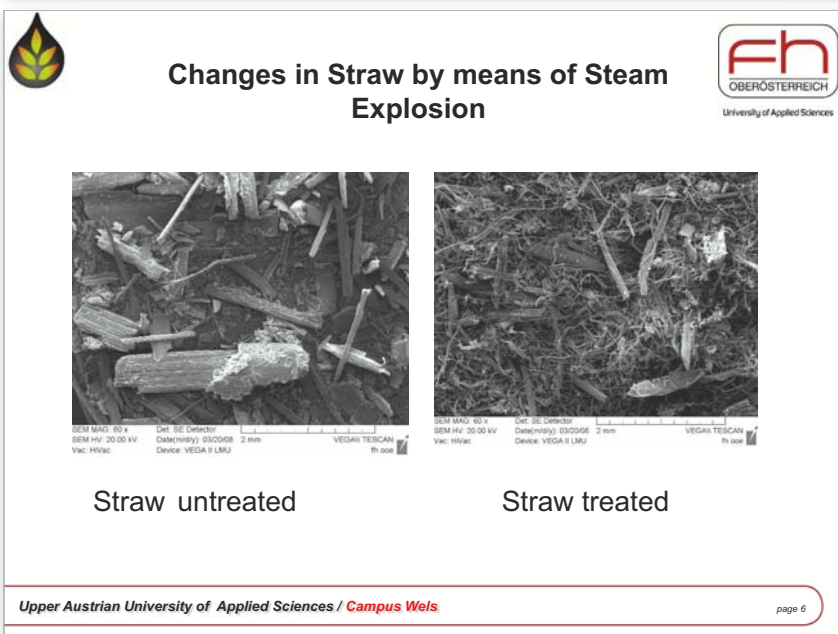 Changes in Straw by means of Steam
Explosion
fh
OBERÖSTERREICH
University of Applied Sciences
SEM MAG: 60 x Det: SE Detector
SEM HV: 20.00 kV Date(m/d/y): 03/20/08 2 mm VEGA\\ TESCAN
Vac: HiVac Device: VEGA II LMU fh ooe
SEM MAG: 60 x Det: SE Detector
SEM HV: 20.00 kV Date(m/d/y): 03/20/08 2 mm VEGA\\ TESCAN
Vac: HiVac Device: VEGA II LMU fh ooe
Straw untreated
Straw treated
Upper Austrian University of Applied Sciences / Campus Wels
page 6